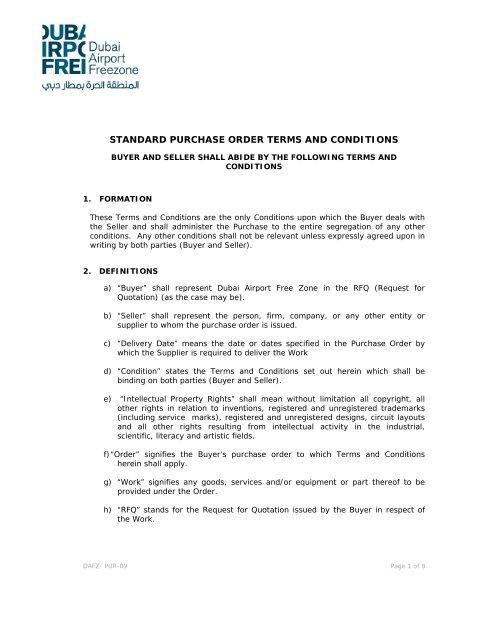 DUBA
IRPO
FREI
Dubai
Airport
Freezone
المنطقة الحرة بمطار دبي
STANDARD PURCHASE ORDER TERMS AND CONDITIONS
BUYER AND SELLER SHALL ABIDE BY THE FOLLOWING TERMS AND
CONDITIONS
1. FORMATION
These Terms and Conditions are the only Conditions upon which the Buyer deals with
the Seller and shall administer the Purchase to the entire segregation of any other
conditions. Any other conditions shall not be relevant unless expressly agreed upon in
writing by both parties (Buyer and Seller).
2. DEFINITIONS
a) “Buyer” shall represent Dubai Airport Free Zone in the RFQ (Request for
Quotation) (as the case may be).
b) “Seller” shall represent the person, firm, company, or any other entity or
supplier to whom the purchase order is issued.
c) “Delivery Date” means the date or dates specified in the Purchase Order by
which the Supplier is required to deliver the Work
d) “Condition” states the Terms and Conditions set out herein which shall be
binding on both parties (Buyer and Seller).
e) “Intellectual Property Rights” shall mean without limitation all copyright, all
other rights in relation to inventions, registered and unregistered trademarks
(including service marks), registered and unregistered designs, circuit layouts
and all other rights resulting from intellectual activity in the industrial,
scientific, literacy and artistic fields.
f)“Order” signifies the Buyer’s purchase order to which Terms and Conditions
herein shall apply.
g) “Work” signifies any goods, services and/or equipment or part thereof to be
provided under the Order.
h) “RFQ” stands for the Request for Quotation issued by the Buyer in respect of
the Work.
DAFZ- PUR-09 Page 1 of 8